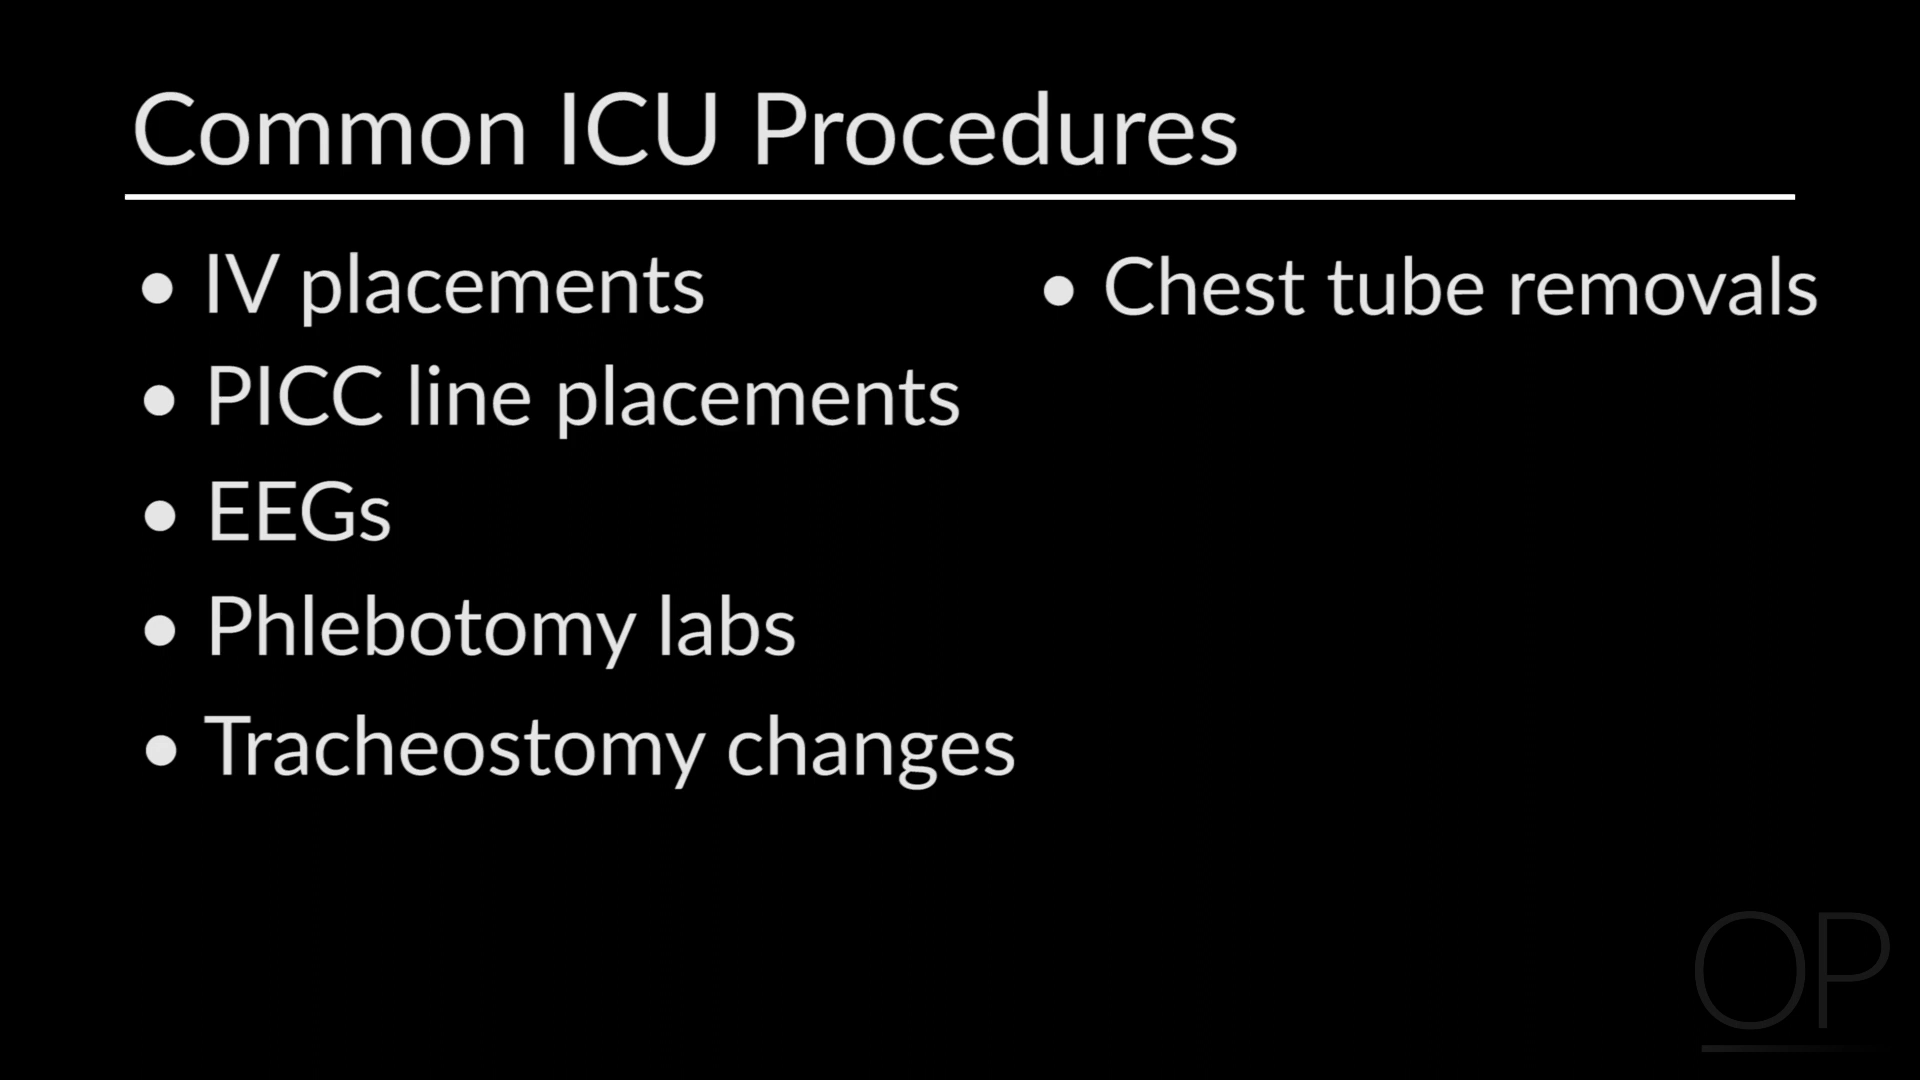 Common ICU Procedures
• IV placements
• PICC line placements
• EEGs
• Phlebotomy labs
• Tracheostomy changes
• Chest tube removals
OP